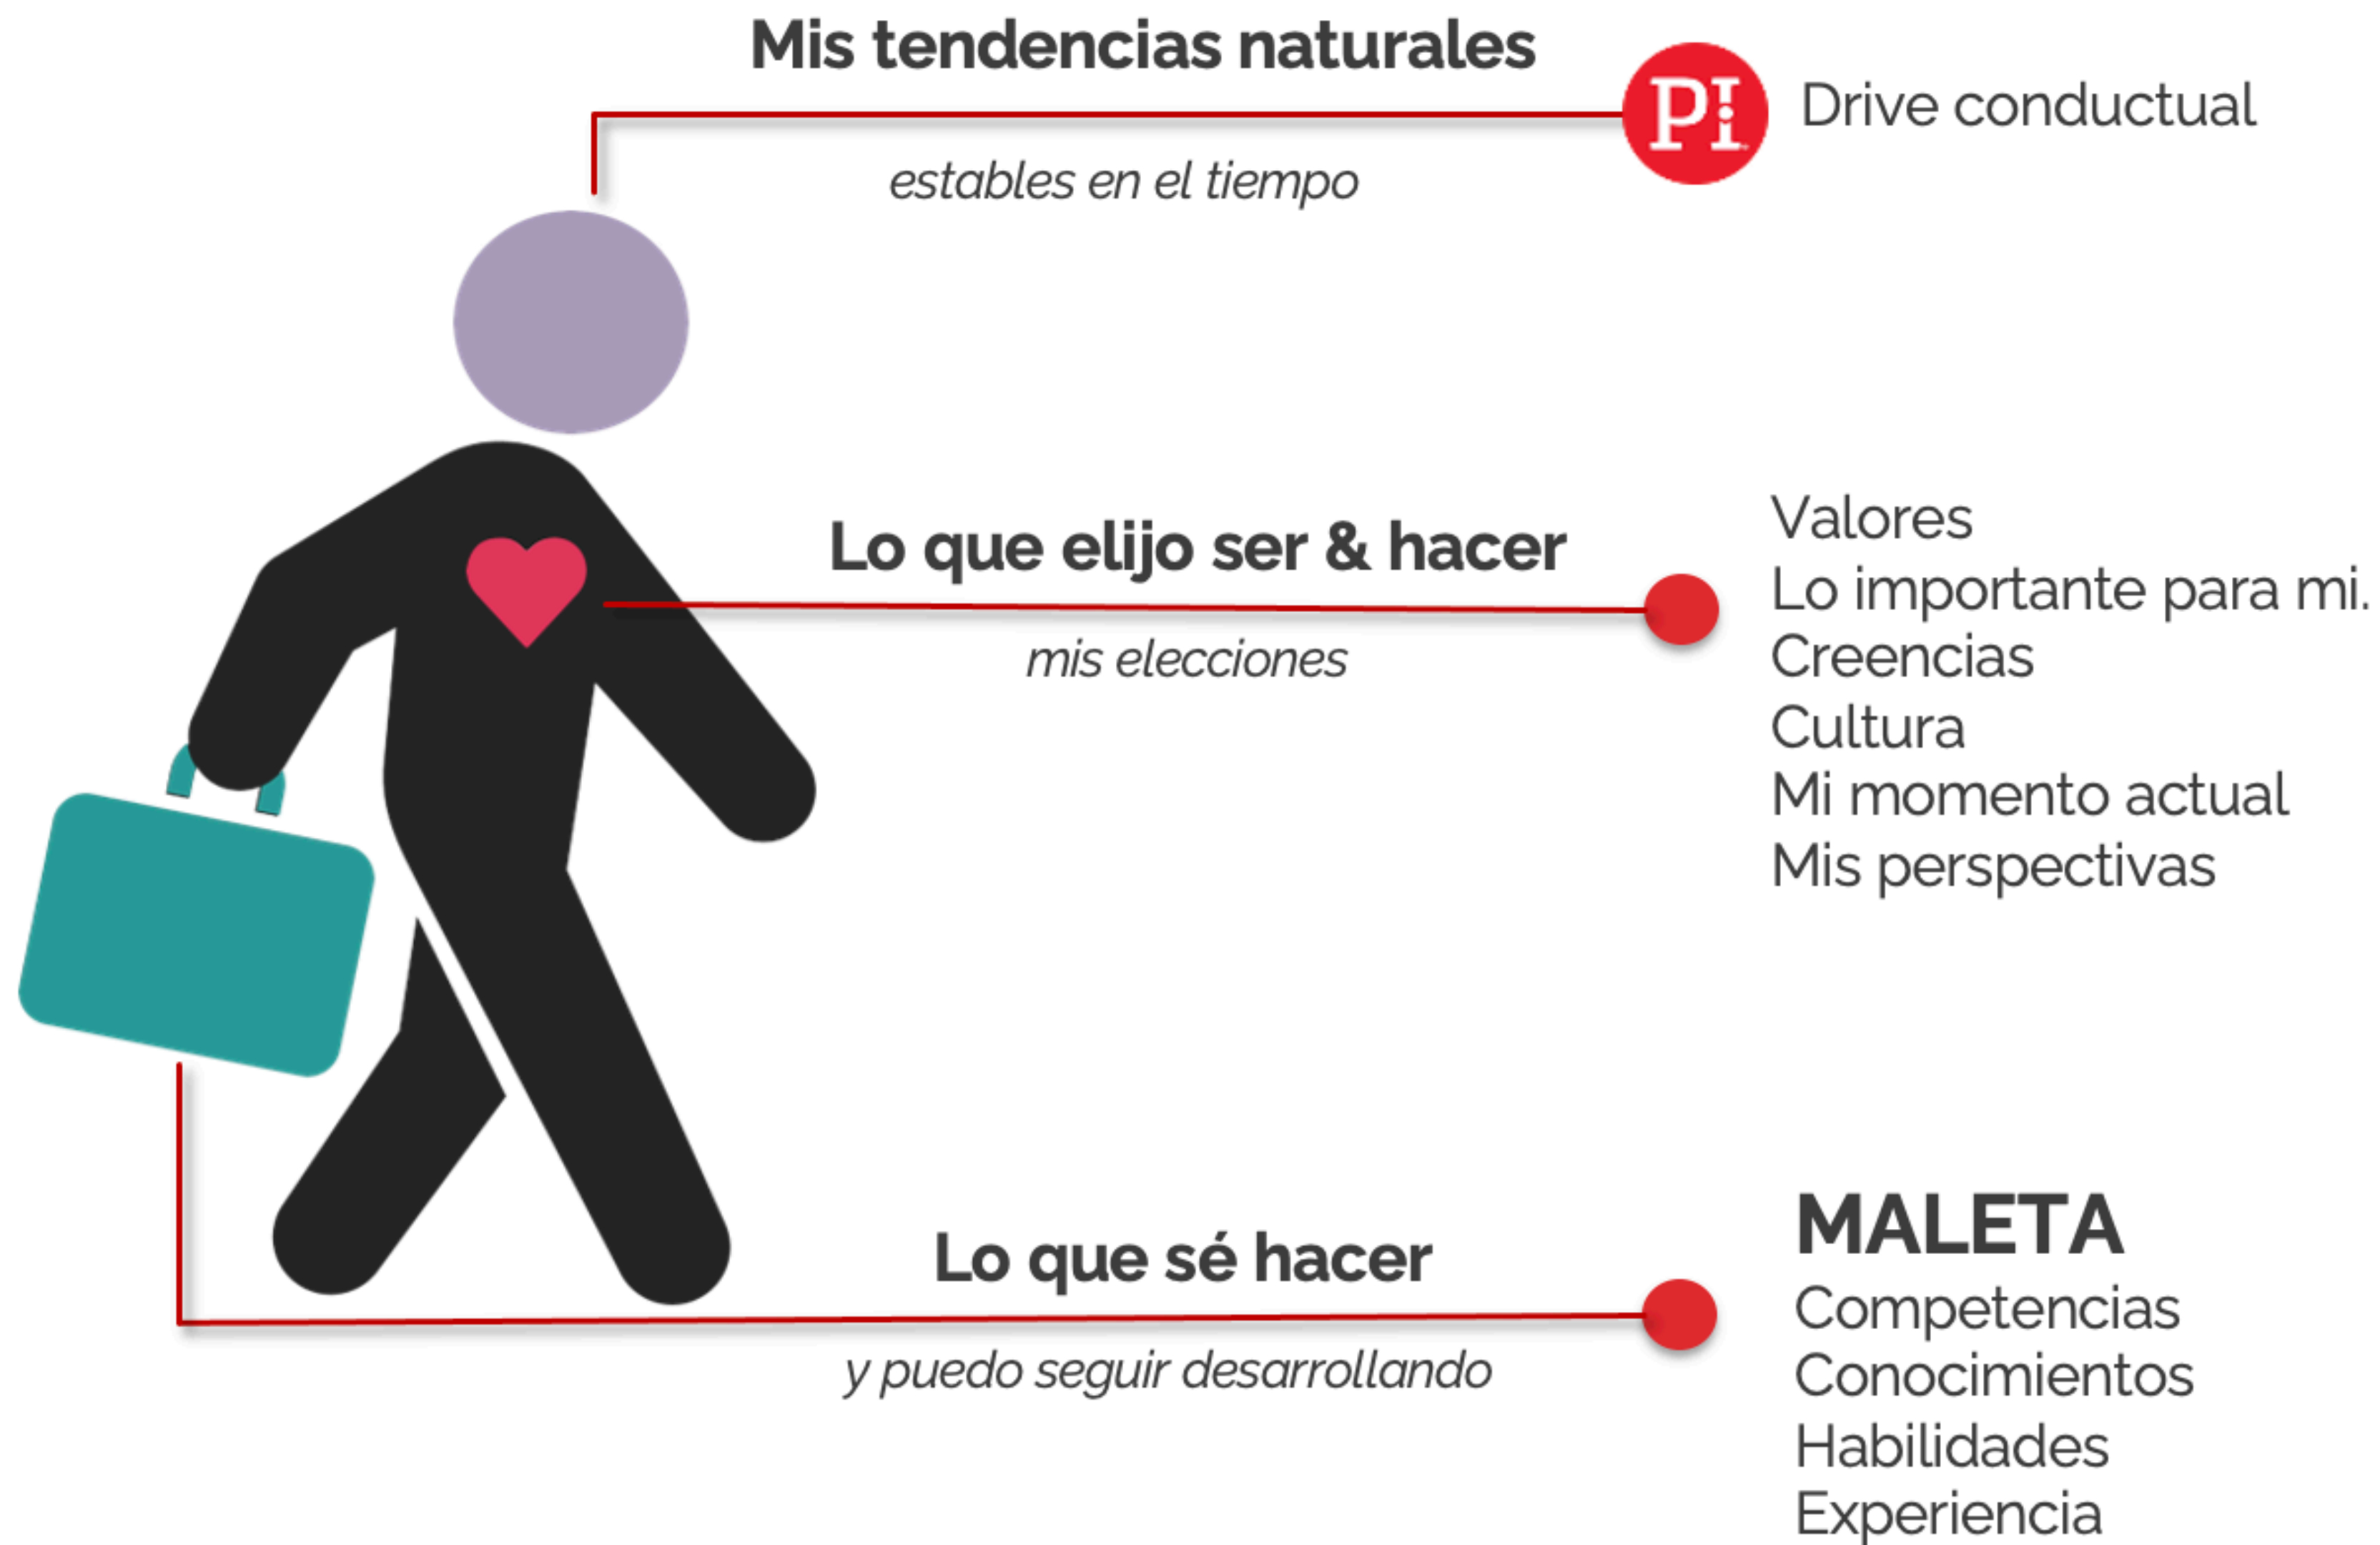 Mis tendencias naturales
PI
Drive conductual
estables en el tiempo
Lo que elijo ser & hacer
mis elecciones
Valores
Lo importante para mi.
Creencias
Cultura
Mi momento actual
Mis perspectivas
Lo que sé hacer
y puedo seguir desarrollando
MALETA
Competencias
Conocimientos
Habilidades
Experiencia